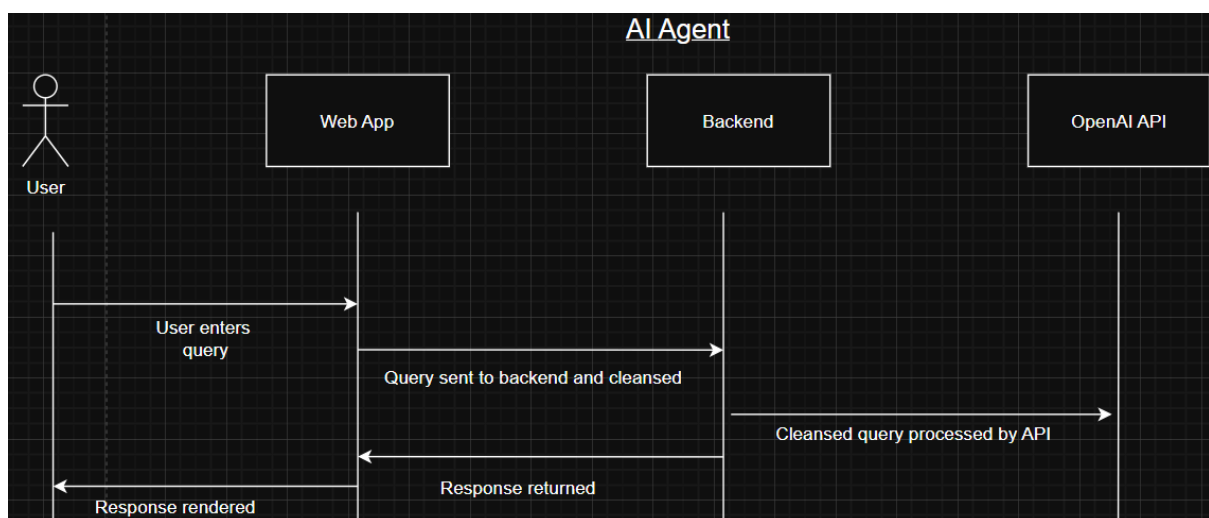 AI Agent
Web App
Backend
OpenAI API
User
User enters
query
Query sent to backend and cleansed
Cleansed query processed by API
Response returned
Response rendered